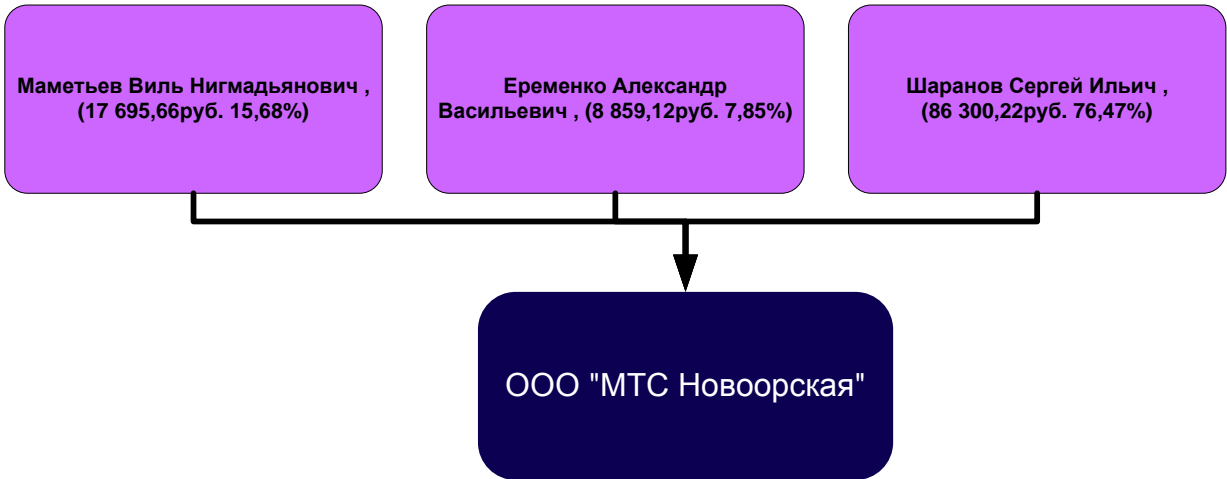 Маметьев Виль Нигмадьянович ,
(17 695,66руб. 15,68%)
Еременко Александр
Васильевич , (8 859,12руб. 7,85%)
Шаранов Сергей Ильич ,
(86 300,22руб. 76,47%)
ООО "МТС Новоорская"